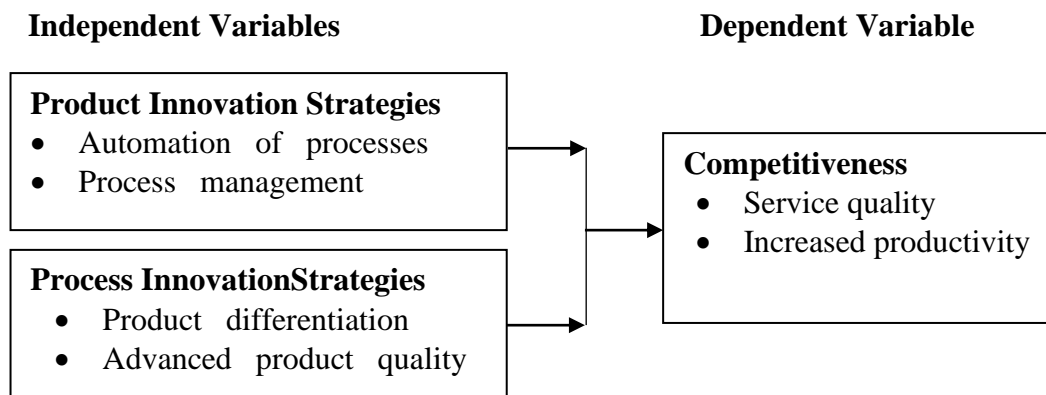 Independent Variables
Dependent Variable
Product Innovation Strategies
• Automation of processes
• Process management
Process InnovationStrategies
• Product differentiation
• Advanced product quality
Competitiveness
• Service quality
• Increased productivity